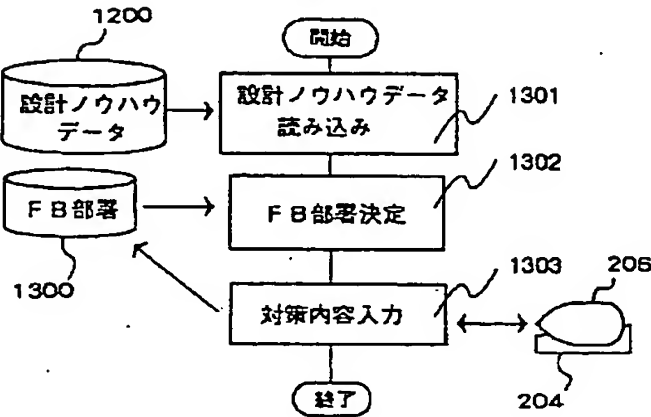 1200
開始
設計ノウハウ
データ
設計ノウハウデータ
読み込み
1301
1302
FB部署
FB部署決定
1300
1303
206
対策内容入力
204
終了